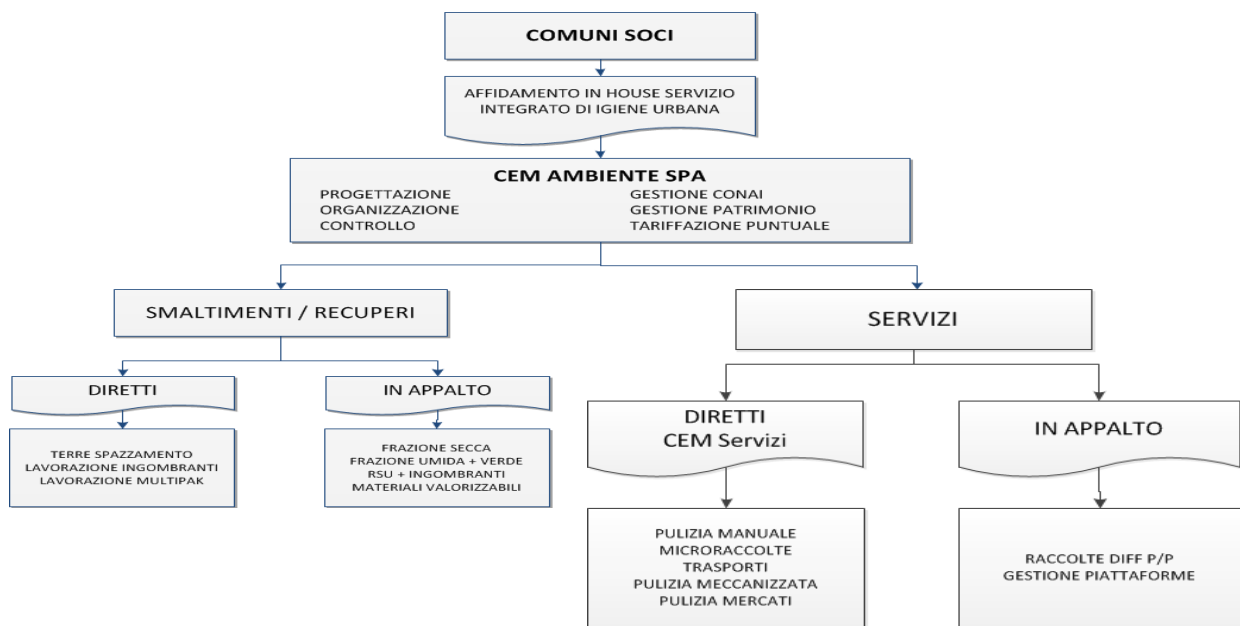 COMUNI SOCI
AFFIDAMENTO IN HOUSE SERVIZIO
INTEGRATO DI IGIENE URBANA
CEM AMBIENTE SPA
PROGETTAZIONE
ORGANIZZAZIONE
CONTROLLO
GESTIONE CONAI
GESTIONE PATRIMONIO
TARIFFAZIONE PUNTUALE
SMALTIMENTI / RECUPERI
DIRETTI
TERRE SPAZZAMENTO
LAVORAZIONE INGOMBRANTI
LAVORAZIONE MULTIPAK
IN APPALTO
FRAZIONE SECCA
FRAZIONE UMIDA + VERDE
RSU + INGOMBRANTI
MATERIALI VALORIZZABILI
SERVIZI
DIRETTI
CEM Servizi
PULIZIA MANUALE
MICRORACCOLTE
TRASPORTI
PULIZIA MECCANIZZATA
PULIZIA MERCATI
IN APPALTO
RACCOLTE DIFF P/P
GESTIONE PIATTAFORME